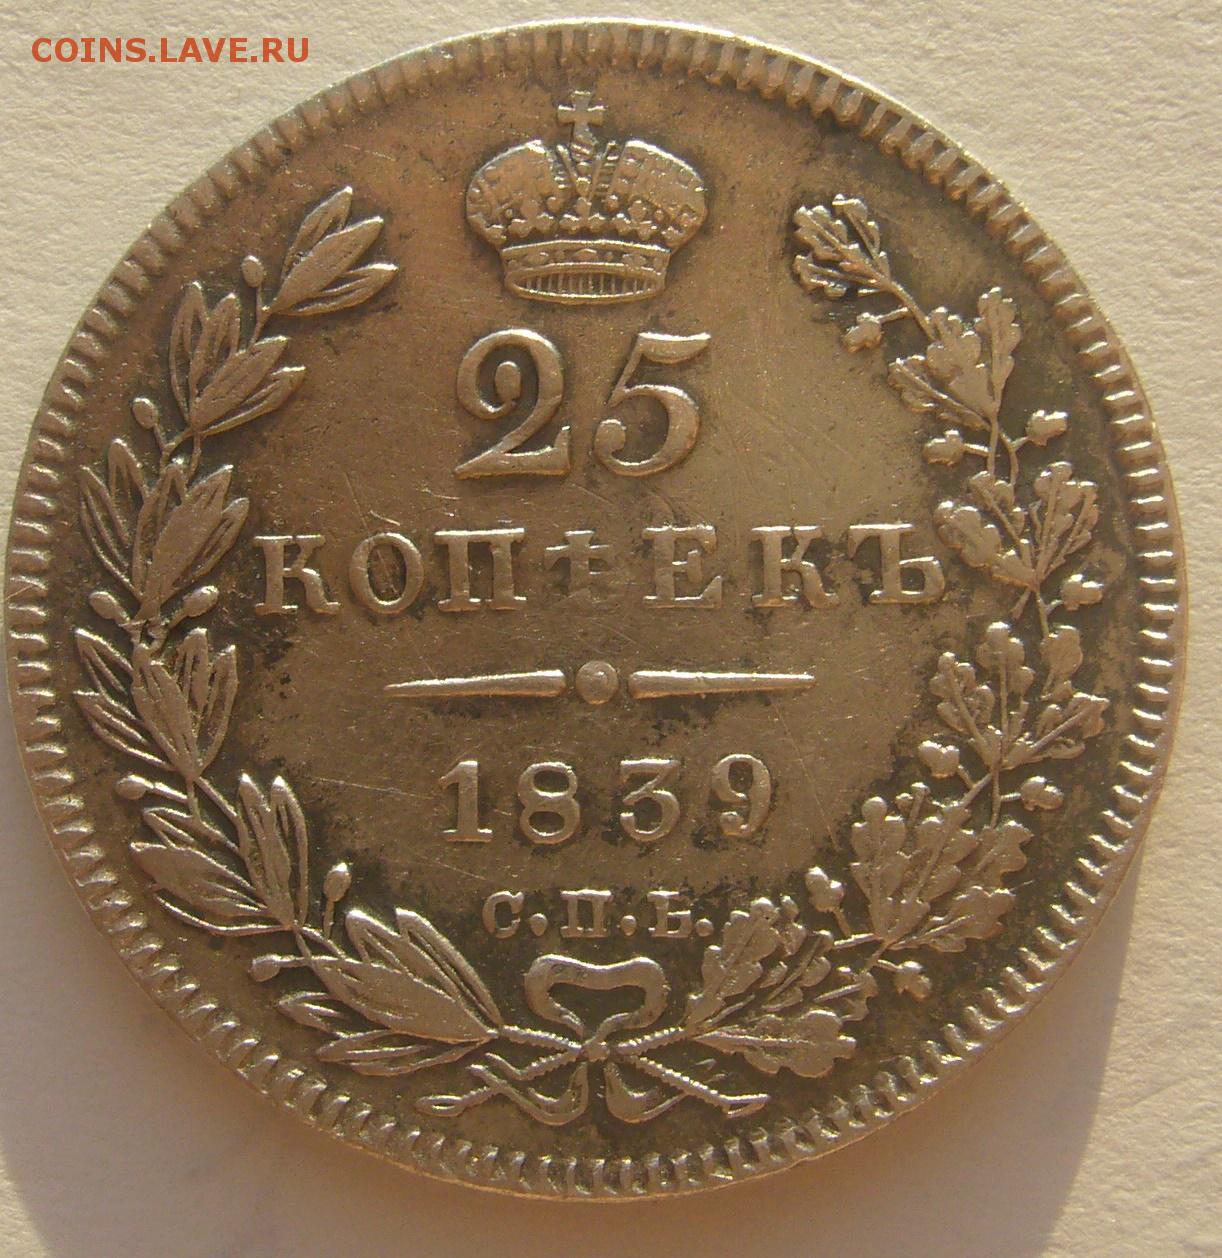 COINS.LAVE.RU
25
КОПѢЕКЪ
1839
С.П.Б.